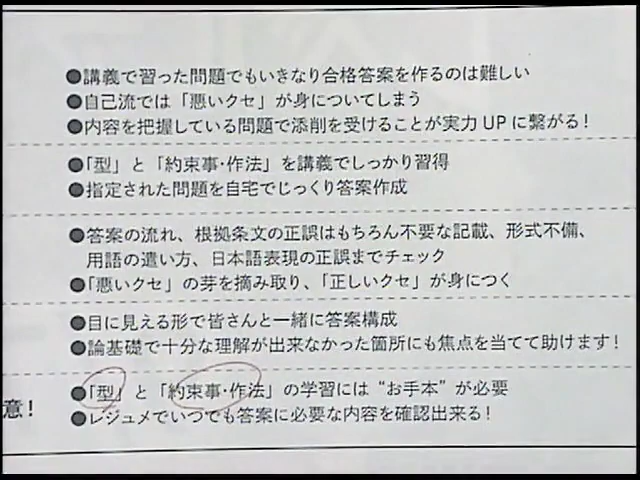 ●講義で習った問題でもいきなり合格答案を作るのは難しい
●自己流では「悪いクセ」が身についてしまう
●内容を把握している問題で添削を受けることが実力UPに繋がる!
●「型」と「約束事･作法」を講義でしっかり習得
●指定された問題を自宅でじっくり答案作成
●答案の流れ、根拠条文の正誤はもちろん不要な記載、形式不備、
用語の遣い方、日本語表現の正誤までチェック
●「悪いクセ」の芽を摘み取り、「正しいクセ」が身につく
●目に見える形で皆さんと一緒に答案構成
●論基礎で十分な理解が出来なかった箇所にも焦点を当てて助けます!
●「型」と「約束事･作法」の学習には“お手本”が必要
意!
●レジュメでいつでも答案に必要な内容を確認出来る!